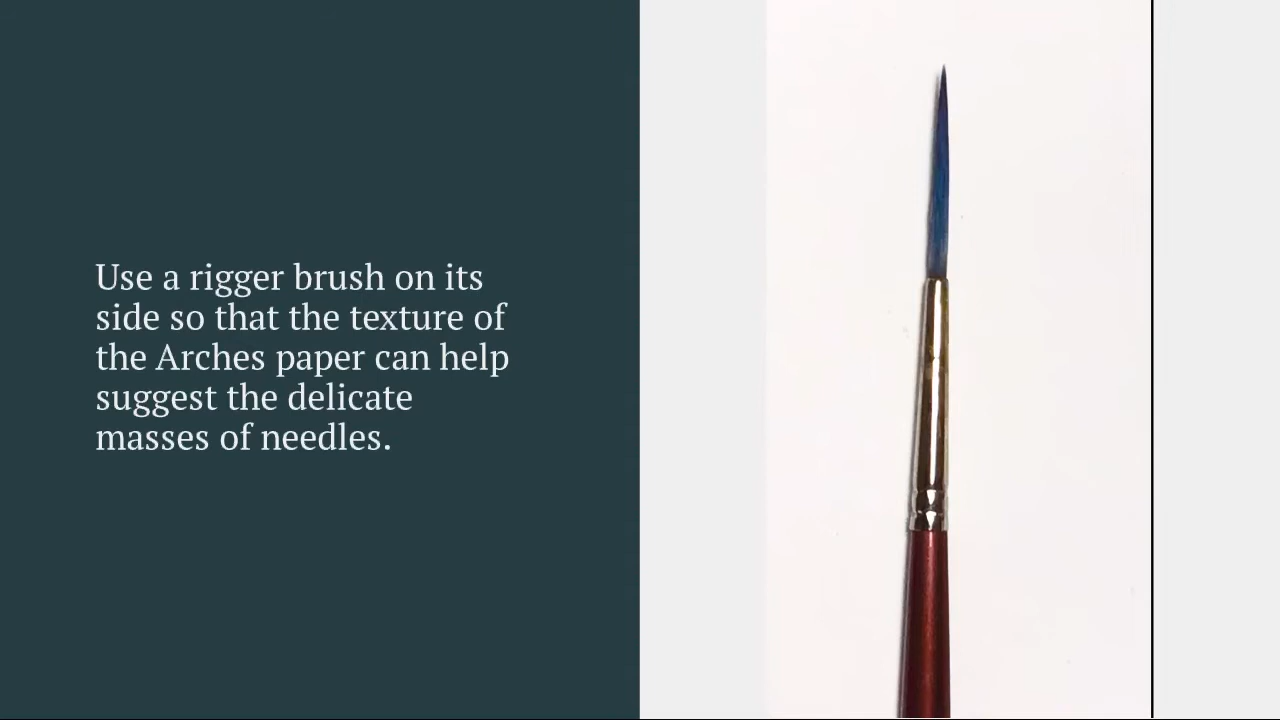 Use a rigger brush on its
side so that the texture of
the Arches paper can help
suggest the delicate
masses of needles.